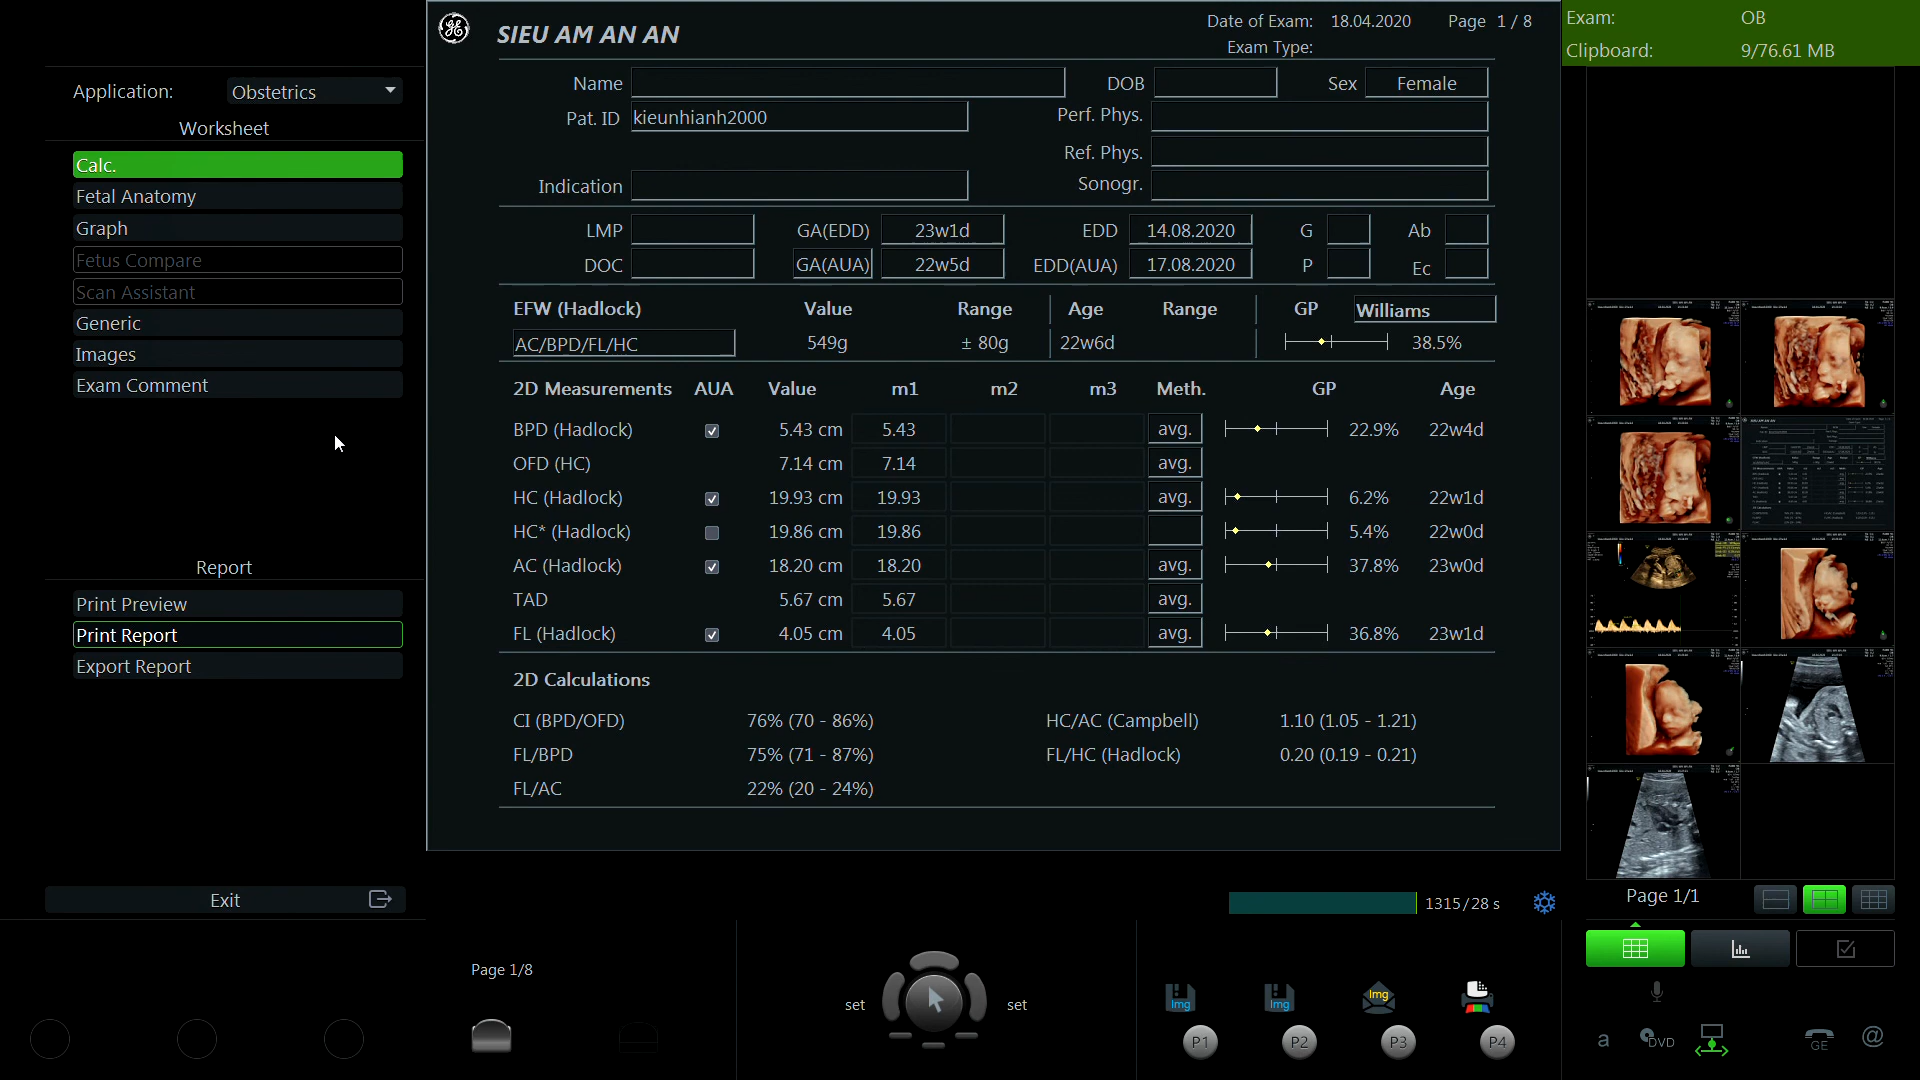 SIEU AM AN AN
Date of Exam: 18.04.2020 Page 1 / 8
Exam Type:
Exam: OB
Clipboard: 9/76.61 MB
Application: Obstetrics
Worksheet
Calc.
Fetal Anatomy
Graph
Fetus Compare
Scan Assistant
Generic
Images
Exam Comment
Report
Print Preview
Print Report
Export Report
Exit
Name DOB Sex Female
Pat. ID kieunhianh2000 Perf. Phys.
Ref. Phys.
Indication Sonogr.
LMP GA(EDD) 23w1d EDD 14.08.2020 G Ab
DOC GA(AUA) 22w5d EDD(AUA) 17.08.2020 P Ec
EFW (Hadlock) Value Range Age Range GP Williams
AC/BPD/FL/HC 549g ± 80g 22w6d 38.5%
2D Measurements AUA Value m1 m2 m3 Meth. GP Age
BPD (Hadlock) 5.43 cm 5.43 avg. 22.9% 22w4d
OFD (HC) 7.14 cm 7.14 avg.
HC (Hadlock) 19.93 cm 19.93 avg. 6.2% 22w1d
HC* (Hadlock) 19.86 cm 19.86 5.4% 22w0d
AC (Hadlock) 18.20 cm 18.20 avg. 37.8% 23w0d
TAD 5.67 cm 5.67 avg.
FL (Hadlock) 4.05 cm 4.05 avg. 36.8% 23w1d
2D Calculations
CI (BPD/OFD) 76% (70 - 86%) HC/AC (Campbell) 1.10 (1.05 - 1.21)
FL/BPD 75% (71 - 87%) FL/HC (Hadlock) 0.20 (0.19 - 0.21)
FL/AC 22% (20 - 24%)
1315/28 s
Page 1/1
Page 1/8
set set
Img Img Img
P1 P2 P3 P4
a DVD GE @